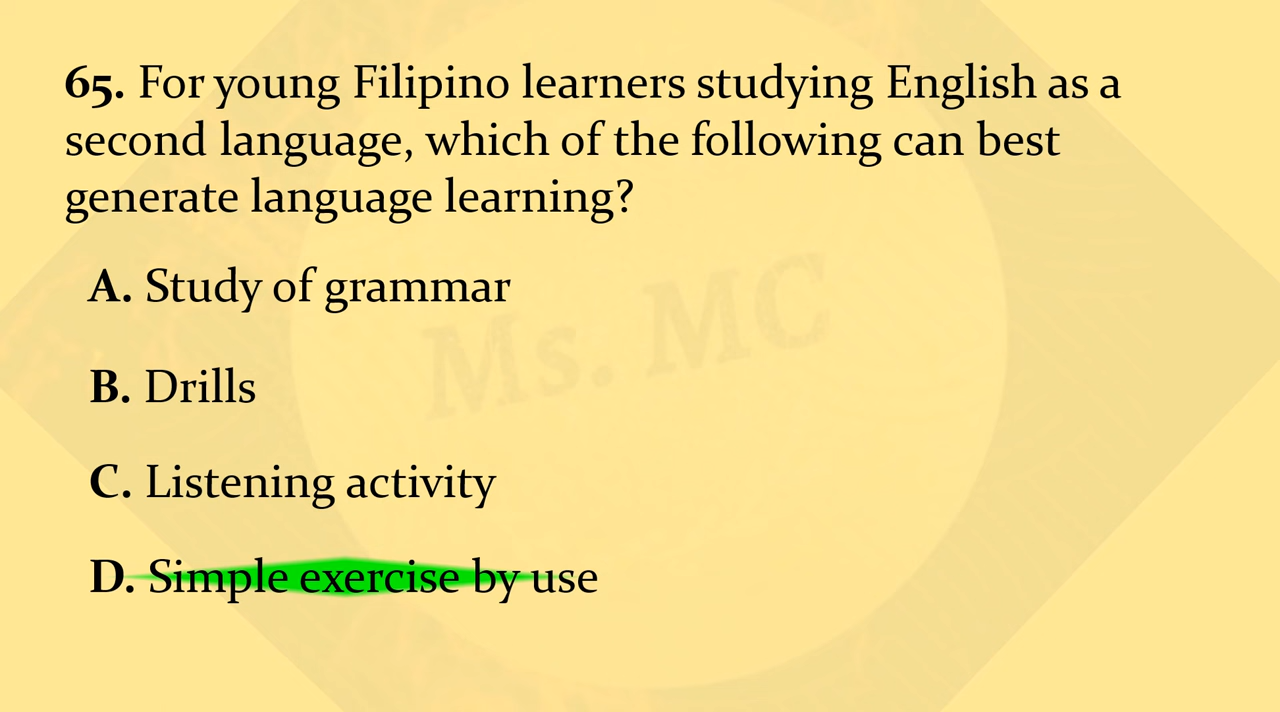 65. For young Filipino learners studying English as a
second language, which of the following can best
generate language learning?
A. Study of grammar
Ms. MC
B. Drills
C. Listening activity
D. Simple exercise by use